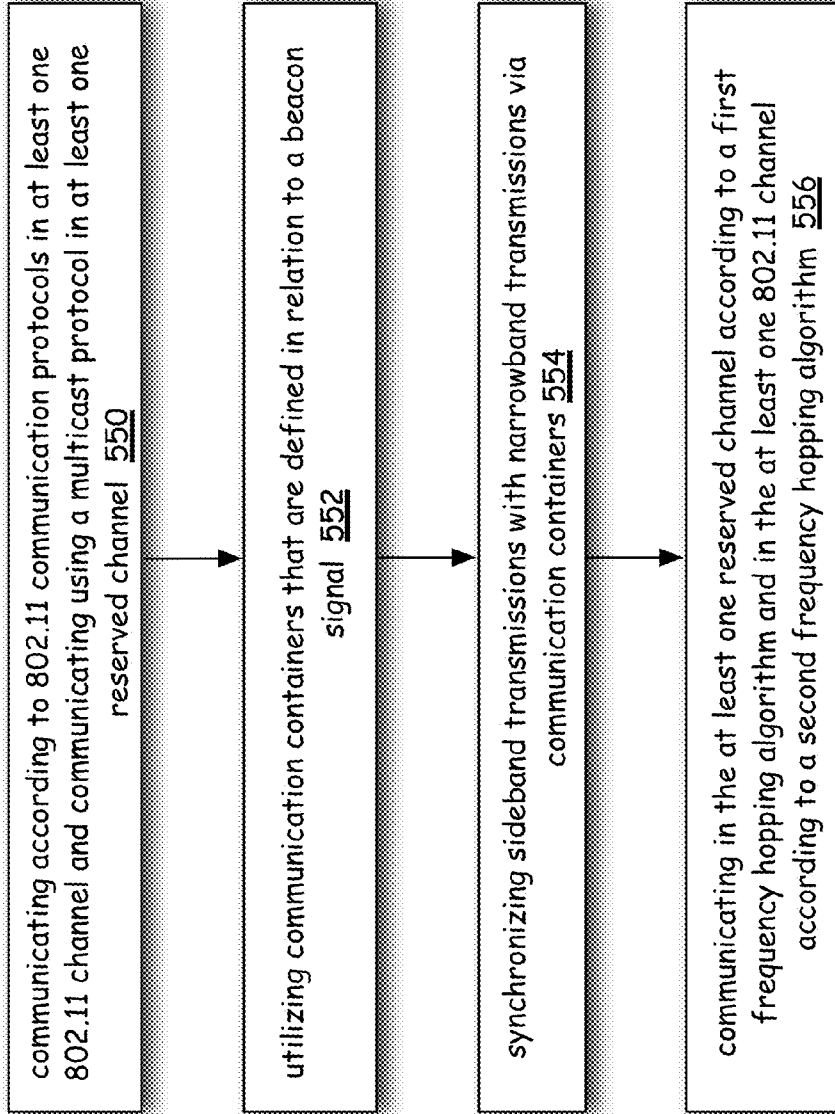 communicating according to 802.11 communication protocols in at least one
802.11 channel and communicating using a multicast protocol in at least one
reserved channel 550
utilizing communication containers that are defined in relation to a beacon
signal 552
synchronizing sideband transmissions with narrowband transmissions via
communication containers 554
communicating in the at least one reserved channel according to a first
frequency hopping algorithm and in the at least one 802.11 channel
according to a second frequency hopping algorithm 556